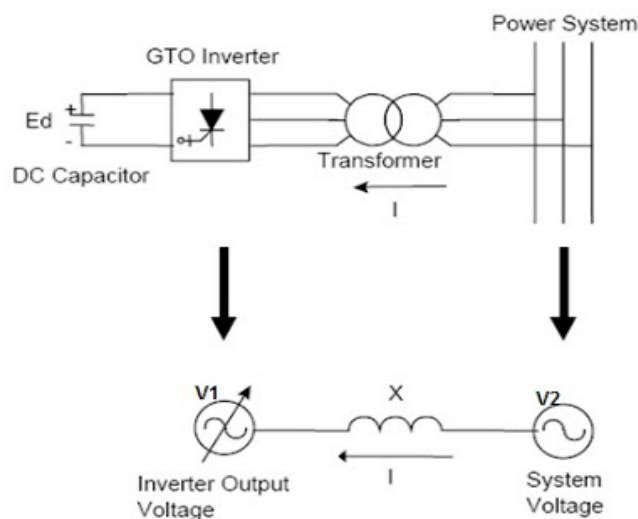 Power System
GTO Inverter
Ed
+
-
DC Capacitor
Transformer
I
V1
X
V2
I
Inverter Output
Voltage
System
Voltage